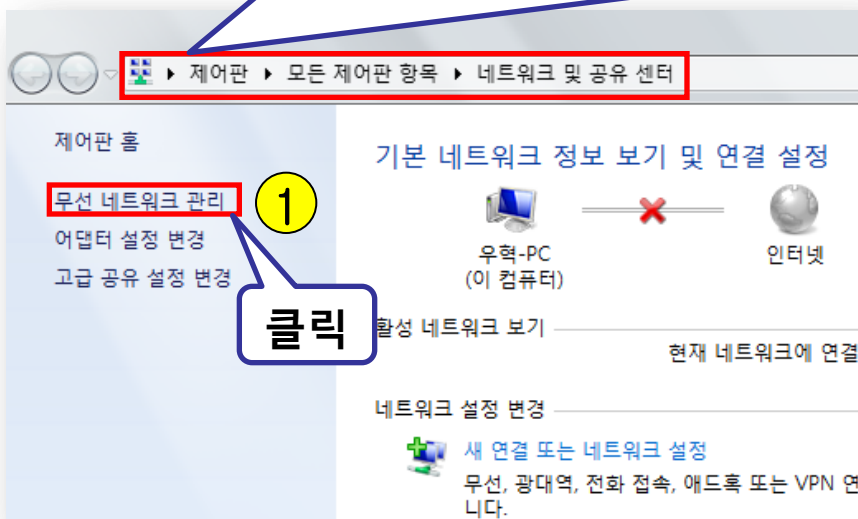 제어판 ▸ 모든 제어판 항목 ▸ 네트워크 및 공유 센터
제어판 홈
무선 네트워크 관리
1
어댑터 설정 변경
고급 공유 설정 변경
클릭
기본 네트워크 정보 보기 및 연결 설정
우혁-PC
(이 컴퓨터)
인터넷
활성 네트워크 보기
현재 네트워크에 연결
네트워크 설정 변경
새 연결 또는 네트워크 설정
무선, 광대역, 전화 접속, 애드혹 또는 VPN 연
니다.